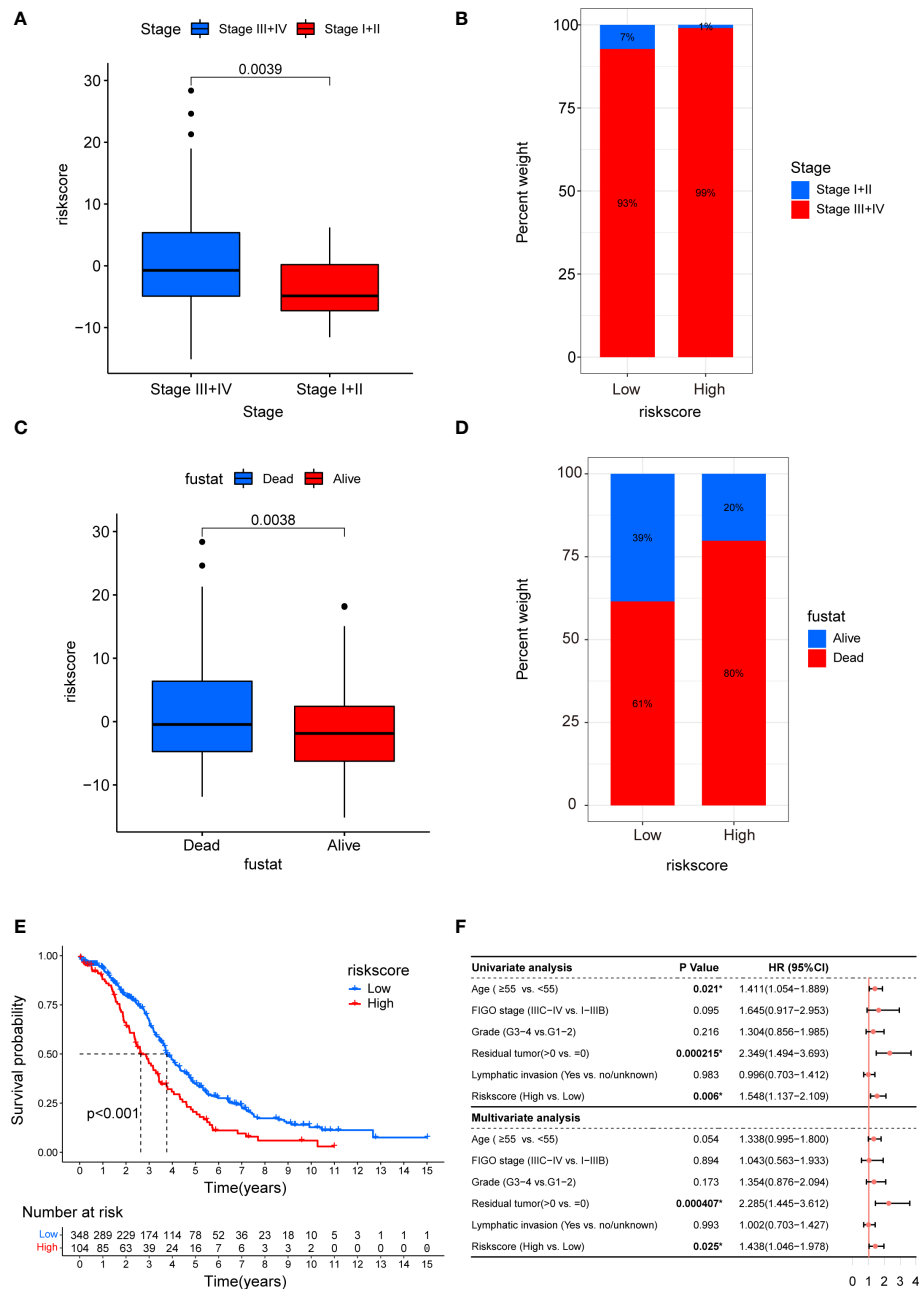 A
Stage Stage III+IV Stage I+II
0.0039
30
20
10
0
−10
riskscore
Stage III+IV Stage I+II
Stage
B
100
75
50
25
0
Percent weight
7%
1%
93%
99%
Low High
riskscore
Stage
Stage I+II
Stage III+IV
C
fustat Dead Alive
0.0038
30
20
10
0
−10
riskscore
Dead Alive
fustat
D
100
75
50
25
0
Percent weight
39%
20%
61%
80%
Low High
riskscore
fustat
Alive
Dead
E
1.00
0.75
0.50
0.25
0.00
Survival probability
riskscore
Low
High
p<0.001
0 1 2 3 4 5 6 7 8 9 10 11 12 13 14 15
Time(years)
Number at risk
Low 348 289 229 174 114 78 52 36 23 18 10 5 3 1 1 1
High 104 85 63 39 24 16 7 6 3 3 2 0 0 0 0 0
0 1 2 3 4 5 6 7 8 9 10 11 12 13 14 15
Time(years)
F
Univariate analysis P Value HR (95%CI)
Age ( ≥55 vs. <55) 0.021* 1.411(1.054−1.889)
FIGO stage (IIIC−IV vs. I−IIIB) 0.095 1.645(0.917−2.953)
Grade (G3−4 vs.G1−2) 0.216 1.304(0.856−1.985)
Residual tumor(>0 vs. =0) 0.000215* 2.349(1.494−3.693)
Lymphatic invasion (Yes vs. no/unknown) 0.983 0.996(0.703−1.412)
Riskscore (High vs. Low) 0.006* 1.548(1.137−2.109)
Multivariate analysis
Age ( ≥55 vs. <55) 0.054 1.338(0.995−1.800)
FIGO stage (IIIC−IV vs. I−IIIB) 0.894 1.043(0.563−1.933)
Grade (G3−4 vs.G1−2) 0.173 1.354(0.876−2.094)
Residual tumor(>0 vs. =0) 0.000407* 2.285(1.445−3.612)
Lymphatic invasion (Yes vs. no/unknown) 0.993 1.002(0.703−1.427)
Riskscore (High vs. Low) 0.025* 1.438(1.046−1.978)
0 1 2 3 4